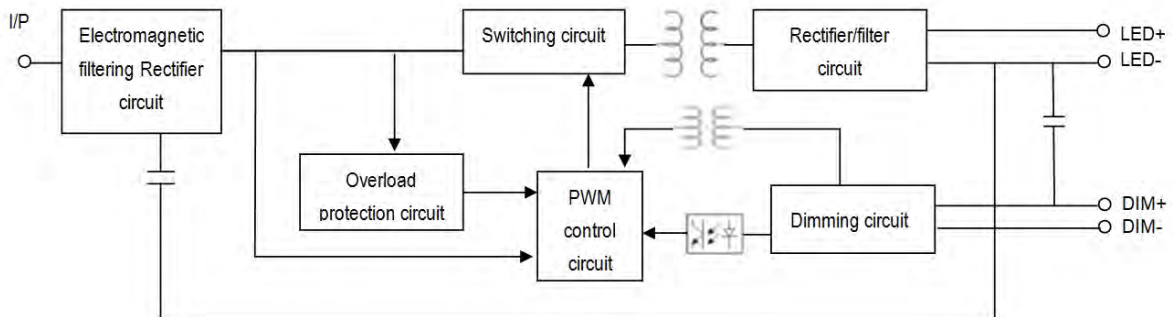 I/P
Electromagnetic
filtering Rectifier
circuit
Switching circuit
Rectifier/filter
circuit
LED+
LED-
Overload
protection circuit
PWM
control
circuit
Dimming circuit
DIM+
DIM-